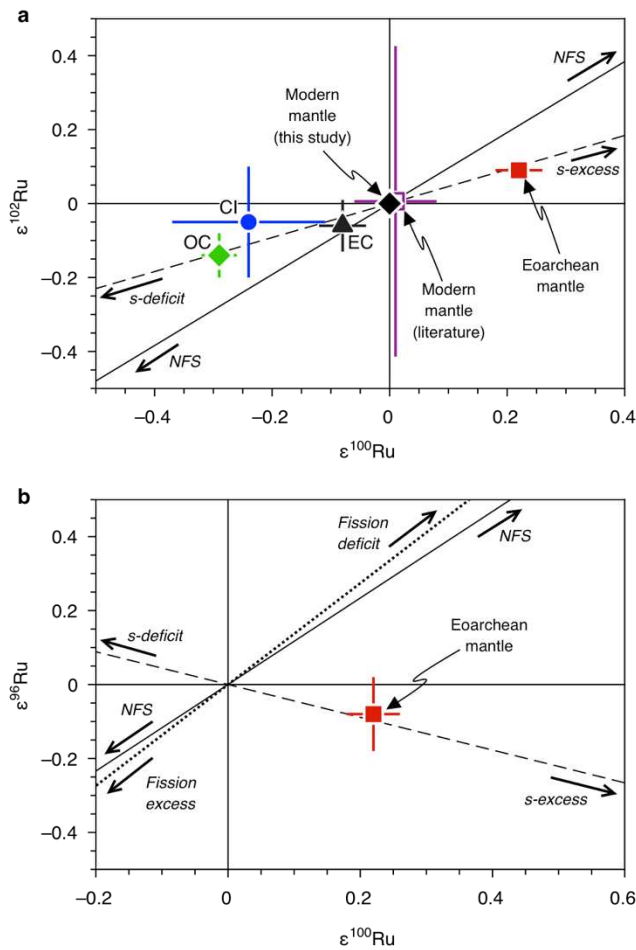 a
0.4
0.2
0
−0.2
−0.4
ε¹⁰²Ru
NFS
Modern
mantle
(this study)
s-excess
CI
OC
EC
Eoarchean
mantle
Modern
mantle
(literature)
s-deficit
NFS
−0.4 −0.2 0 0.2 0.4
ε¹⁰⁰Ru
b
0.4
0.2
0
−0.2
−0.4
ε⁹⁶Ru
Fission
deficit
NFS
s-deficit
Eoarchean
mantle
NFS
Fission
excess
s-excess
−0.2 0 0.2 0.4 0.6
ε¹⁰⁰Ru